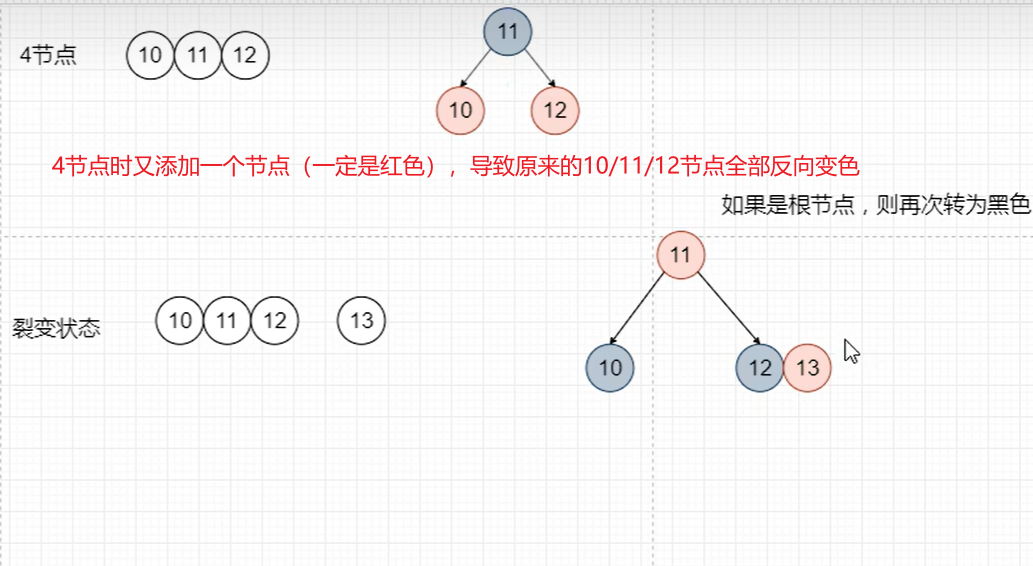 4节点
10 11 12
11
10 12
4节点时又添加一个节点（一定是红色），导致原来的10/11/12节点全部反向变色
如果是根节点，则再次转为黑色
11
裂变状态
10 11 12 13
10 12 13